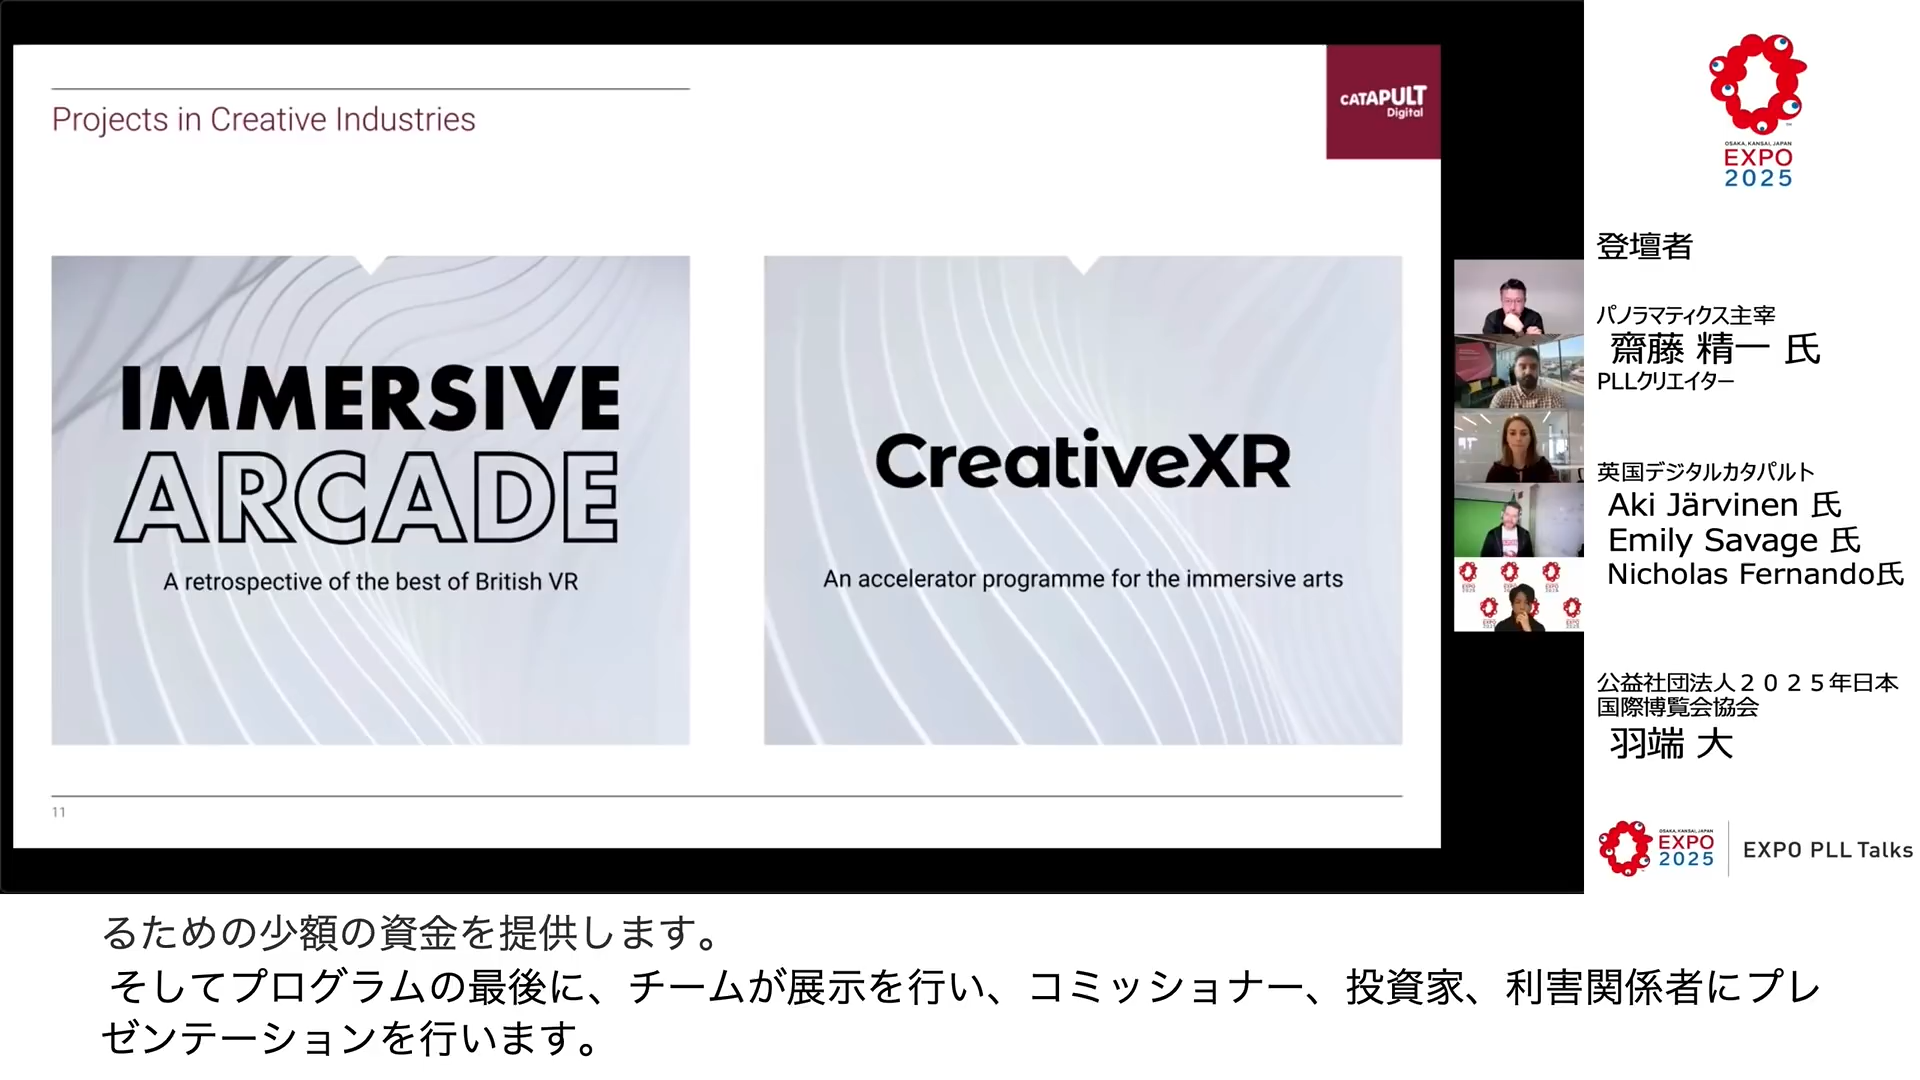 Projects in Creative Industries
CATAPULT
Digital
IMMERSIVE
ARCADE
A retrospective of the best of British VR
CreativeXR
An accelerator programme for the immersive arts
11
OSAKA, KANSAI, JAPAN
EXPO
2025
登壇者
パノラマティクス主宰
齋藤 精一 氏
PLLクリエイター
英国デジタルカタパルト
Aki Järvinen 氏
Emily Savage 氏
Nicholas Fernando氏
公益社団法人２０２５年日本
国際博覧会協会
羽端 大
OSAKA, KANSAI, JAPAN
EXPO
2025
EXPO PLL Talks
るための少額の資金を提供します。
そしてプログラムの最後に、チームが展示を行い、コミッショナー、投資家、利害関係者にプレ
ゼンテーションを行います。